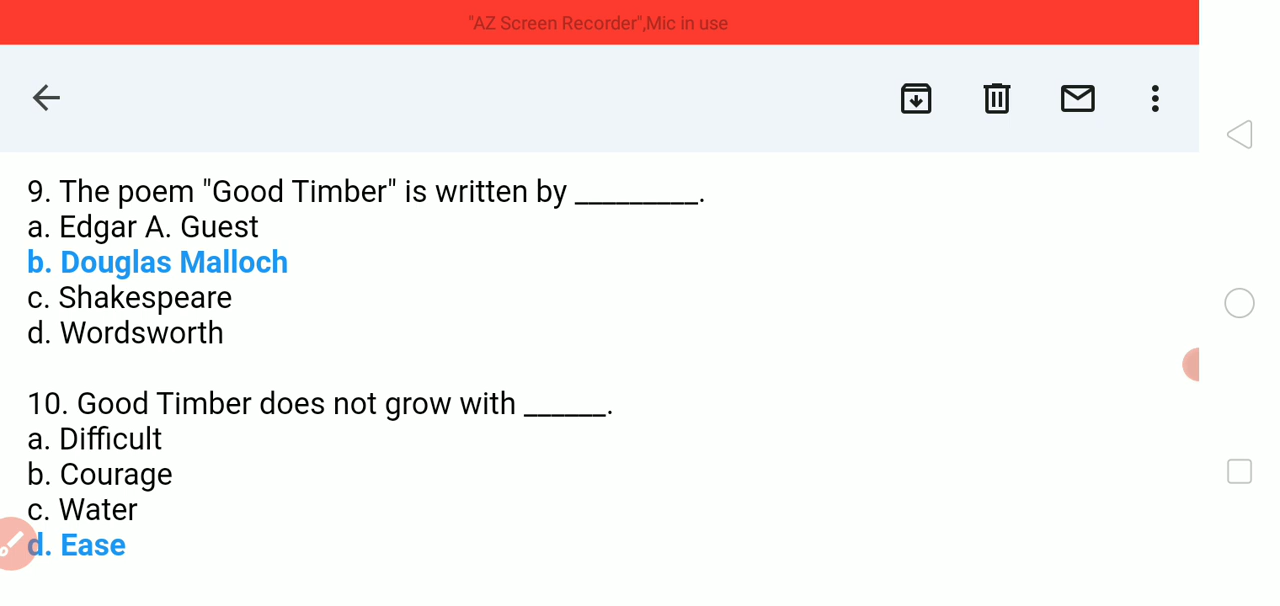 "AZ Screen Recorder",Mic in use
9. The poem "Good Timber" is written by _________.
a. Edgar A. Guest
b. Douglas Malloch
c. Shakespeare
d. Wordsworth
10. Good Timber does not grow with ______.
a. Difficult
b. Courage
c. Water
d. Ease